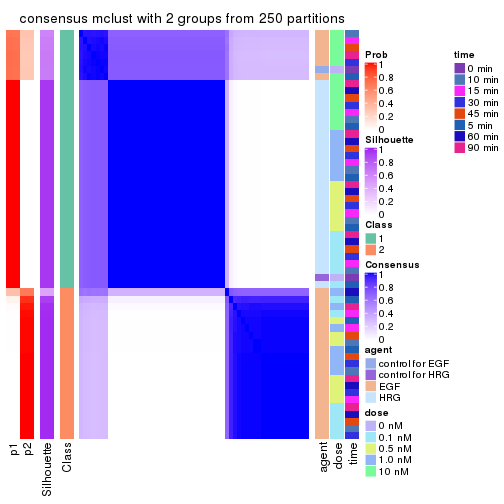 consensus mclust with 2 groups from 250 partitions
Prob
1
0.8
0.6
0.4
0.2
0
Silhouette
1
0.8
0.6
0.4
0.2
0
Class
1
2
Consensus
1
0.8
0.6
0.4
0.2
0
agent
control for EGF
control for HRG
EGF
HRG
dose
0 nM
0.1 nM
0.5 nM
1.0 nM
10 nM
time
0 min
10 min
15 min
30 min
45 min
5 min
60 min
90 min
p1
p2
Silhouette
Class
agent
dose
time